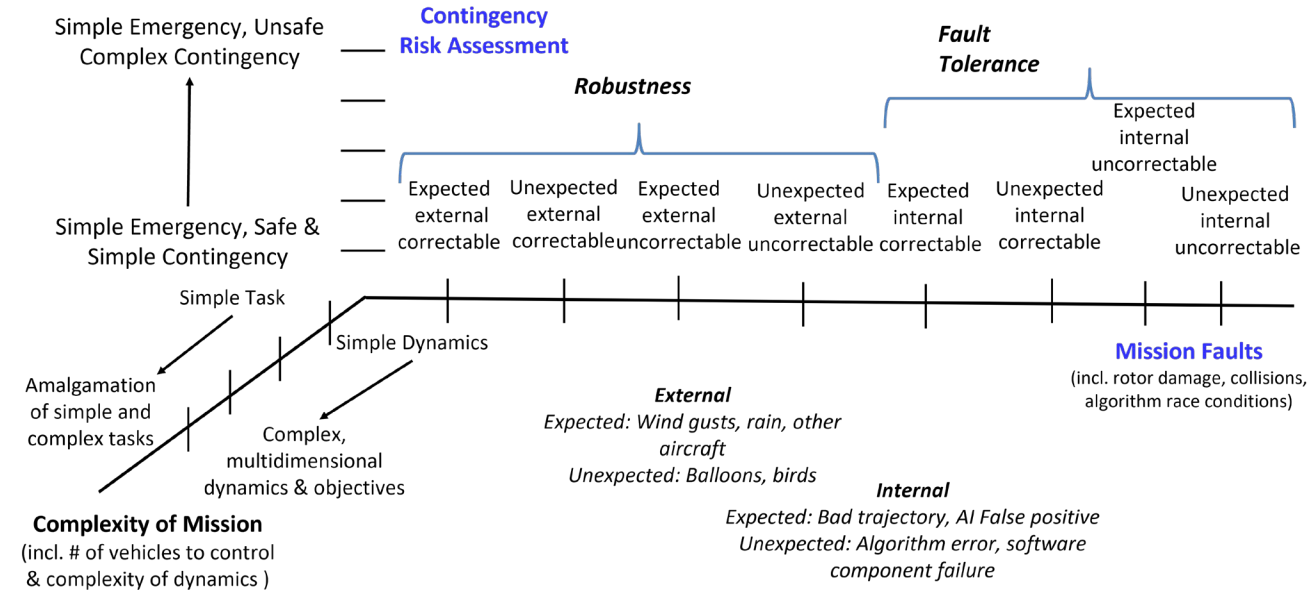 Simple Emergency, Unsafe
Complex Contingency
Contingency
Risk Assessment
Fault
Tolerance
Robustness
Expected
external
correctable
Unexpected
external
correctable
Expected
external
uncorrectable
Unexpected
external
uncorrectable
Expected
internal
correctable
Unexpected
internal
correctable
Expected
internal
uncorrectable
Unexpected
internal
uncorrectable
Simple Emergency, Safe &
Simple Contingency
Simple Task
Simple Dynamics
Amalgamation
of simple and
complex tasks
Complex,
multidimensional
dynamics & objectives
Complexity of Mission
(incl. # of vehicles to control
& complexity of dynamics )
Mission Faults
(incl. rotor damage, collisions,
algorithm race conditions)
External
Expected: Wind gusts, rain, other
aircraft
Unexpected: Balloons, birds
Internal
Expected: Bad trajectory, AI False positive
Unexpected: Algorithm error, software
component failure